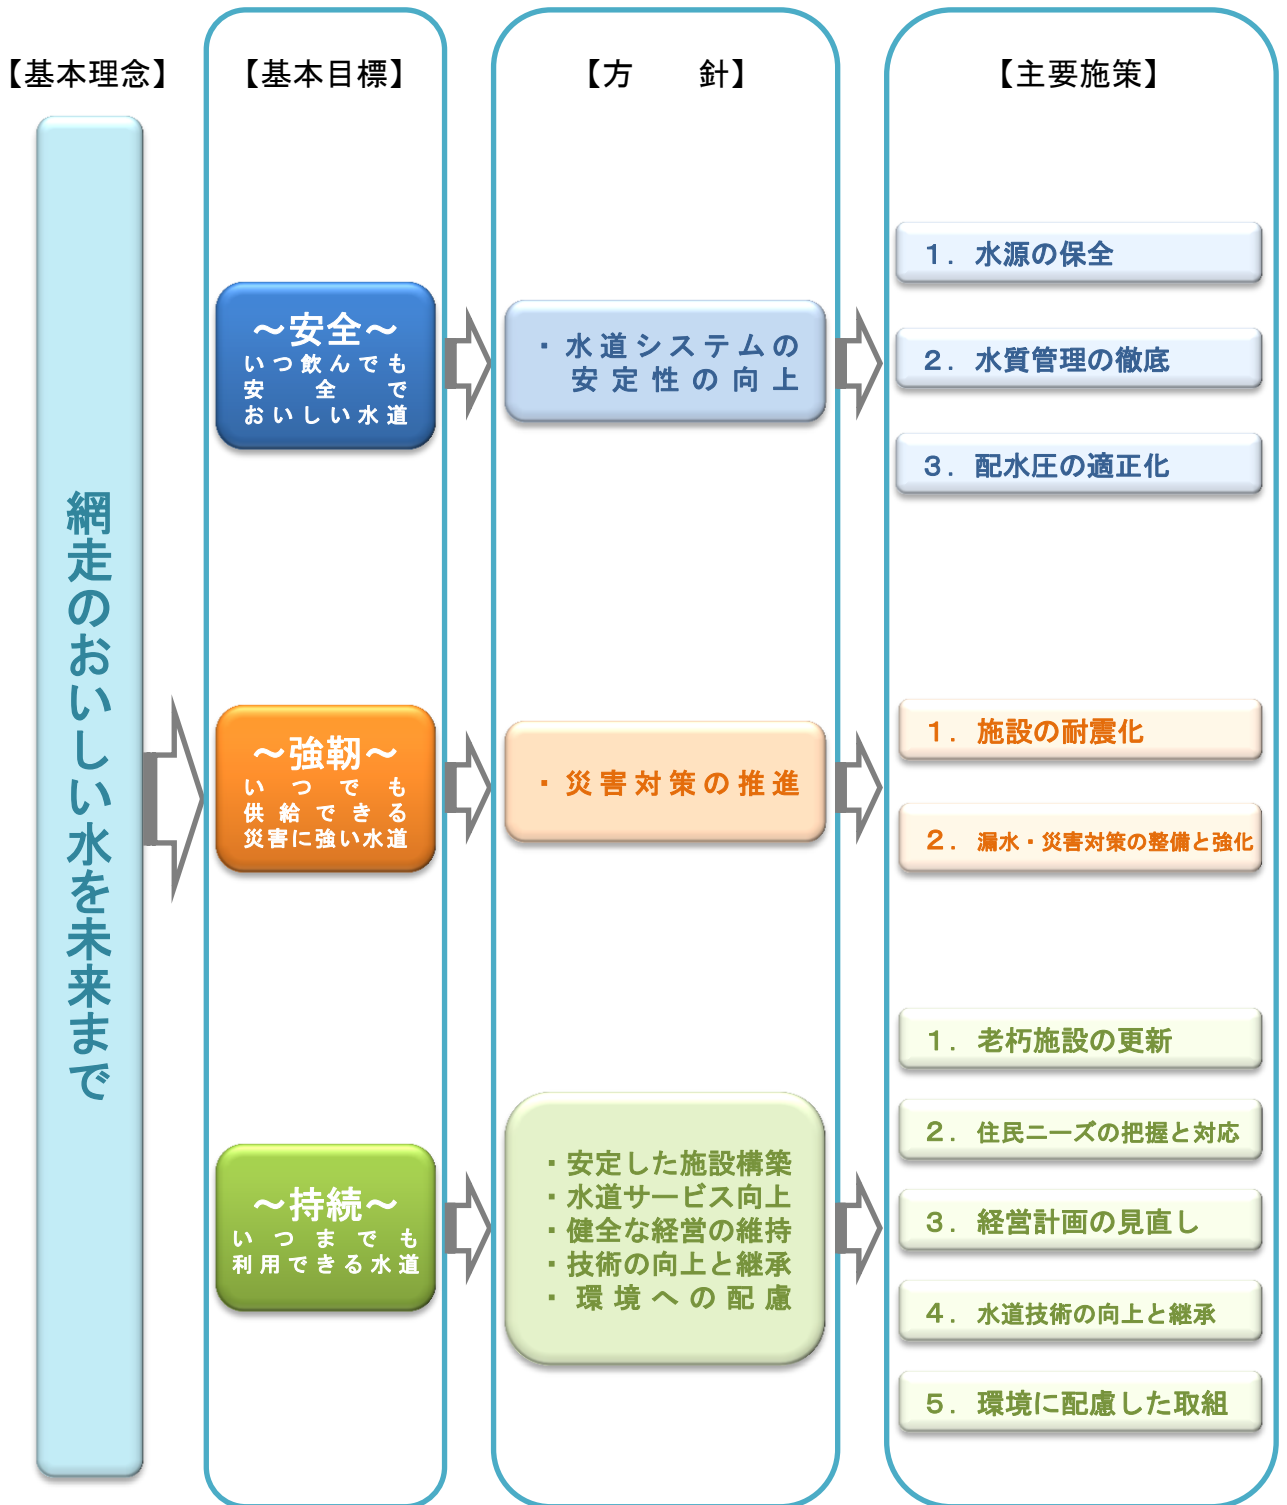 【基本理念】
【基本目標】
【方　　針】
【主要施策】
網走のおいしい水を未来まで
～安全～
いつ飲んでも
安全で
おいしい水道
・水道システムの
安定性の向上
１．水源の保全
２．水質管理の徹底
３．配水圧の適正化
～強靭～
いつでも
供給できる
災害に強い水道
・災害対策の推進
１．施設の耐震化
２．漏水・災害対策の整備と強化
～持続～
いつまでも
利用できる水道
・安定した施設構築
・水道サービス向上
・健全な経営の維持
・技術の向上と継承
・環境への配慮
１．老朽施設の更新
２．住民ニーズの把握と対応
３．経営計画の見直し
４．水道技術の向上と継承
５．環境に配慮した取組